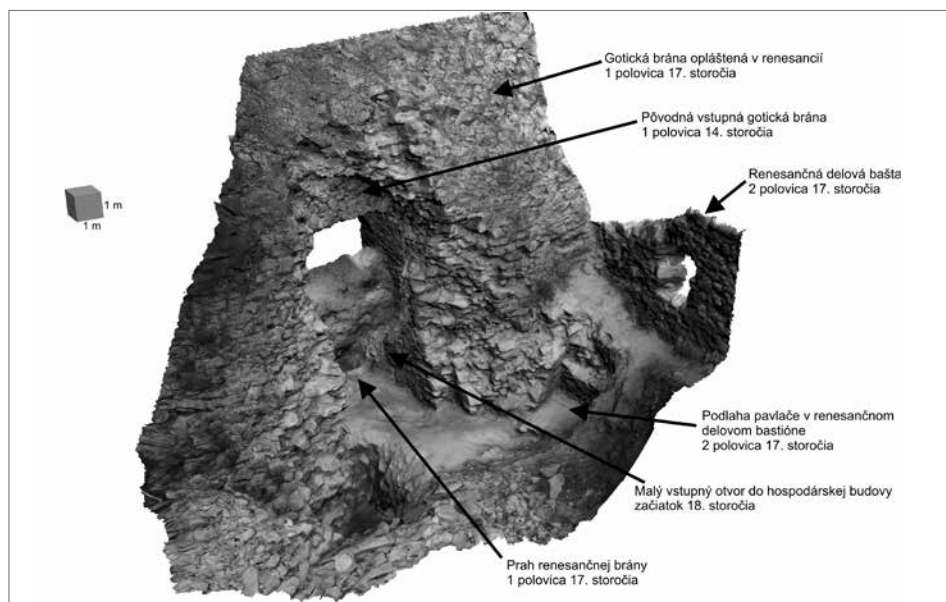 Gotická brána opláštená v renesancií
1 polovica 17. storočia
Pôvodná vstupná gotická brána
1 polovica 14. storočia
Renesančná delová bašta
2 polovica 17. storočia
1 m
1 m
Podlaha pavlače v renesančnom
delovom bastióne
2 polovica 17. storočia
Malý vstupný otvor do hospodárskej budovy
začiatok 18. storočia
Prah renesančnej brány
1 polovica 17. storočia